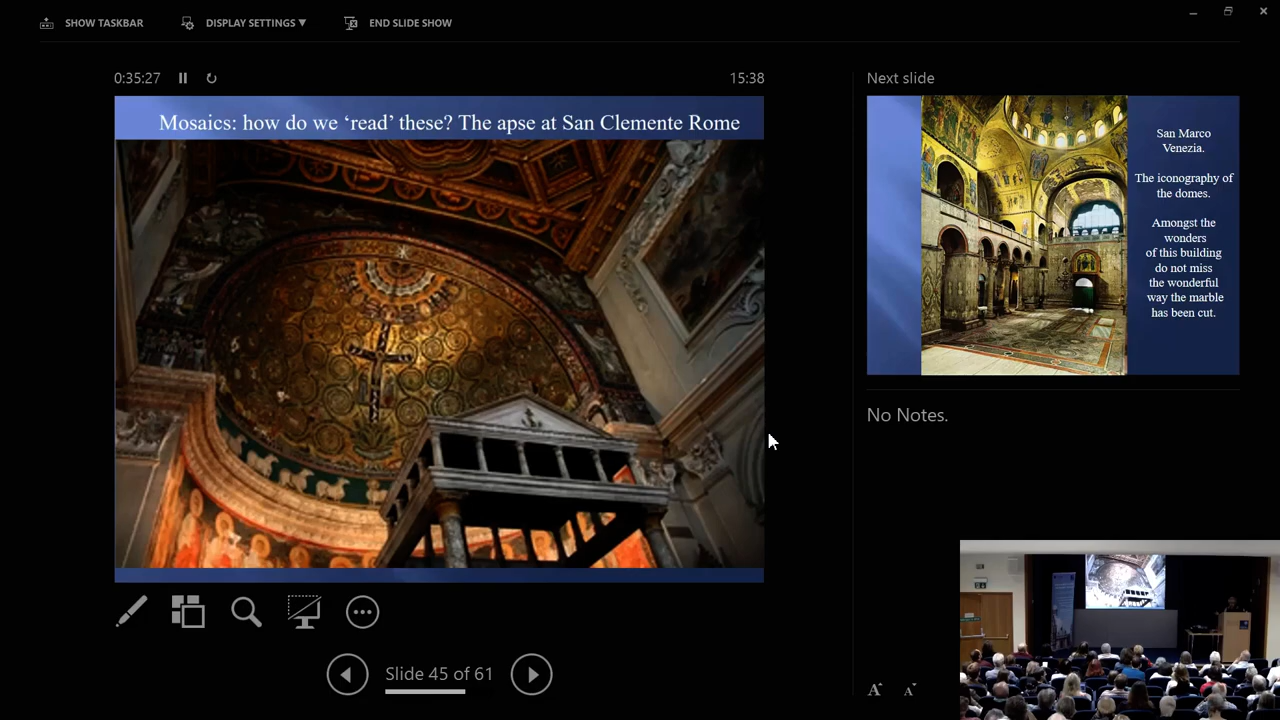 SHOW TASKBAR DISPLAY SETTINGS ▼ END SLIDE SHOW
0:35:27 15:38 Next slide
Mosaics: how do we ‘read’ these? The apse at San Clemente Rome
San Marco
Venezia.
The iconography of
the domes.
Amongst the
wonders
of this building
do not miss
the wonderful
way the marble
has been cut.
No Notes.
Slide 45 of 61
A A